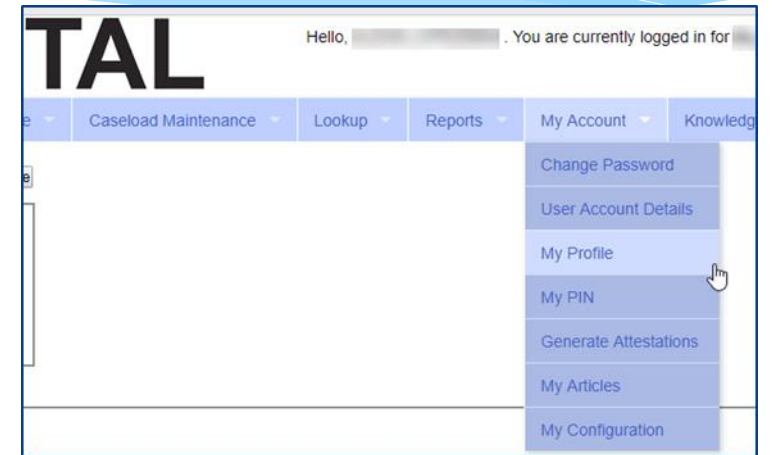 TAL
Hello, . You are currently logged in for
e Caseload Maintenance Lookup Reports My Account Knowledg
e
Change Password
User Account Details
My Profile
My PIN
Generate Attestations
My Articles
My Configuration